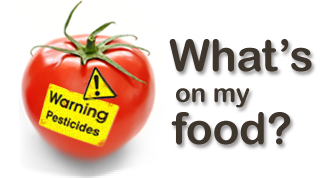 Warning
Pesticides
What's
on my
food?